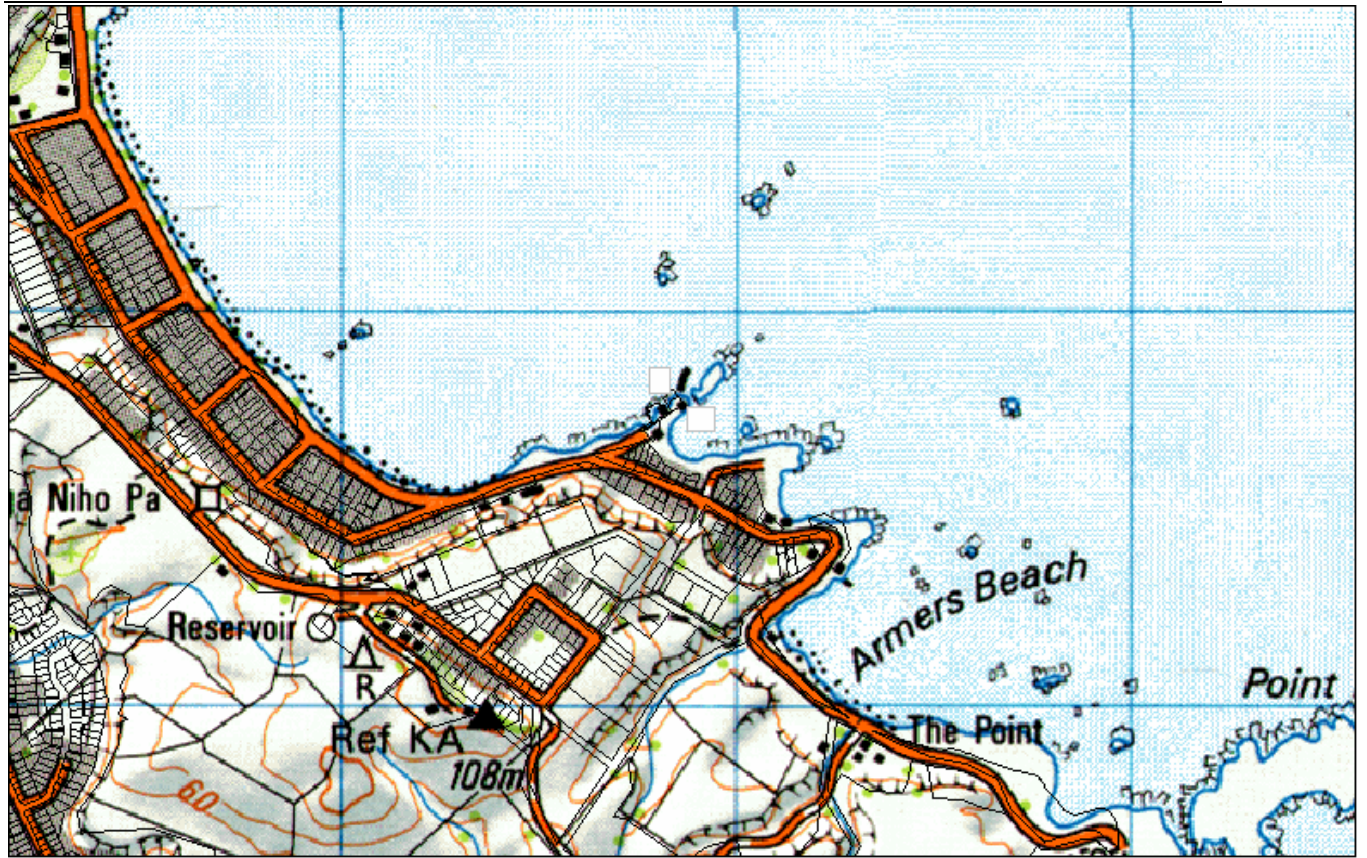 Niho Pa
Reservoir
R
Ref KA
108m
60
Armers Beach
Point
The Point